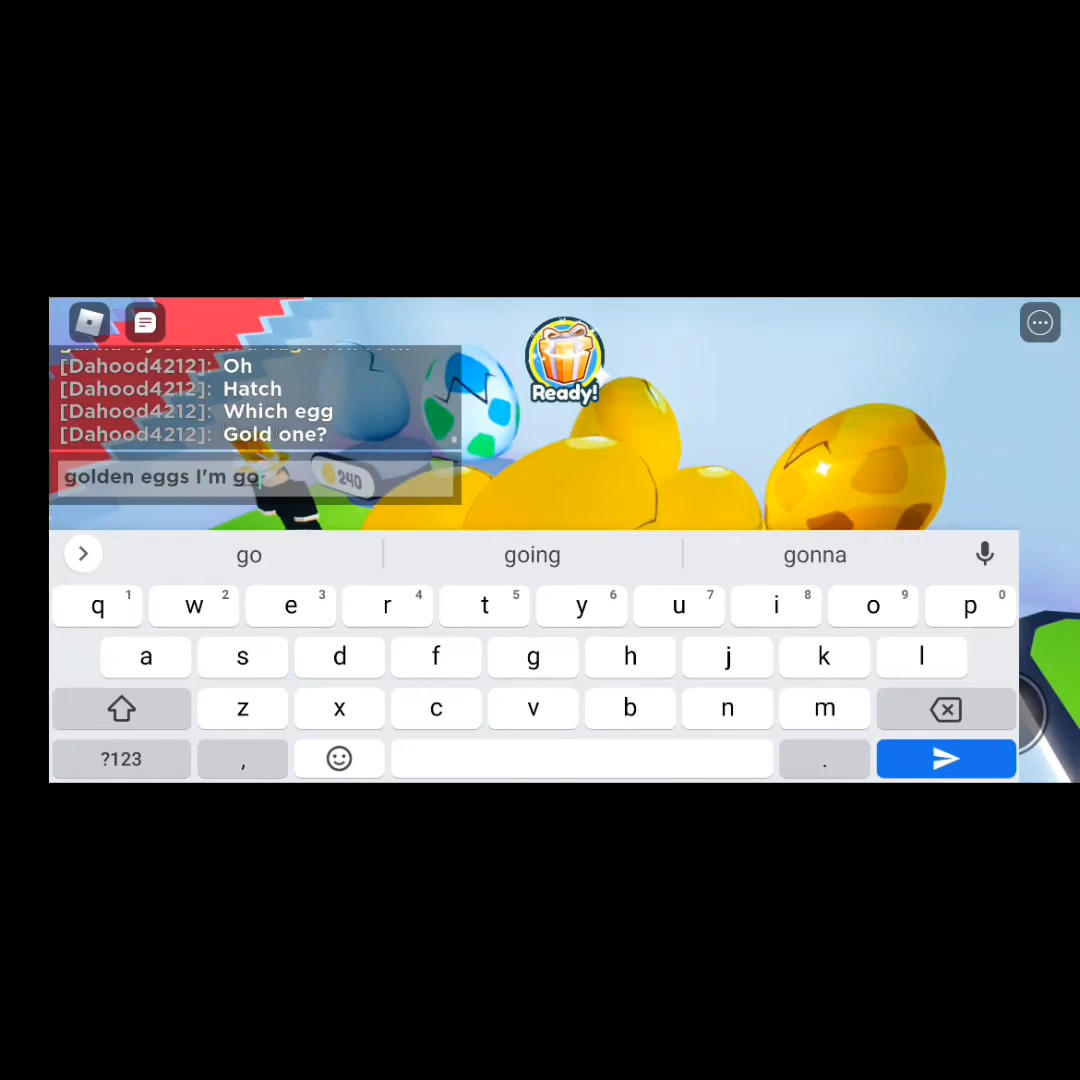 [Dahood4212]: Oh
[Dahood4212]: Hatch
[Dahood4212]: Which egg
[Dahood4212]: Gold one?
golden eggs I'm go
Ready!
240
go going gonna
q 1 w 2 e 3 r 4 t 5 y 6 u 7 i 8 o 9 p 0
a s d f g h j k l
z x c v b n m
?123 , .